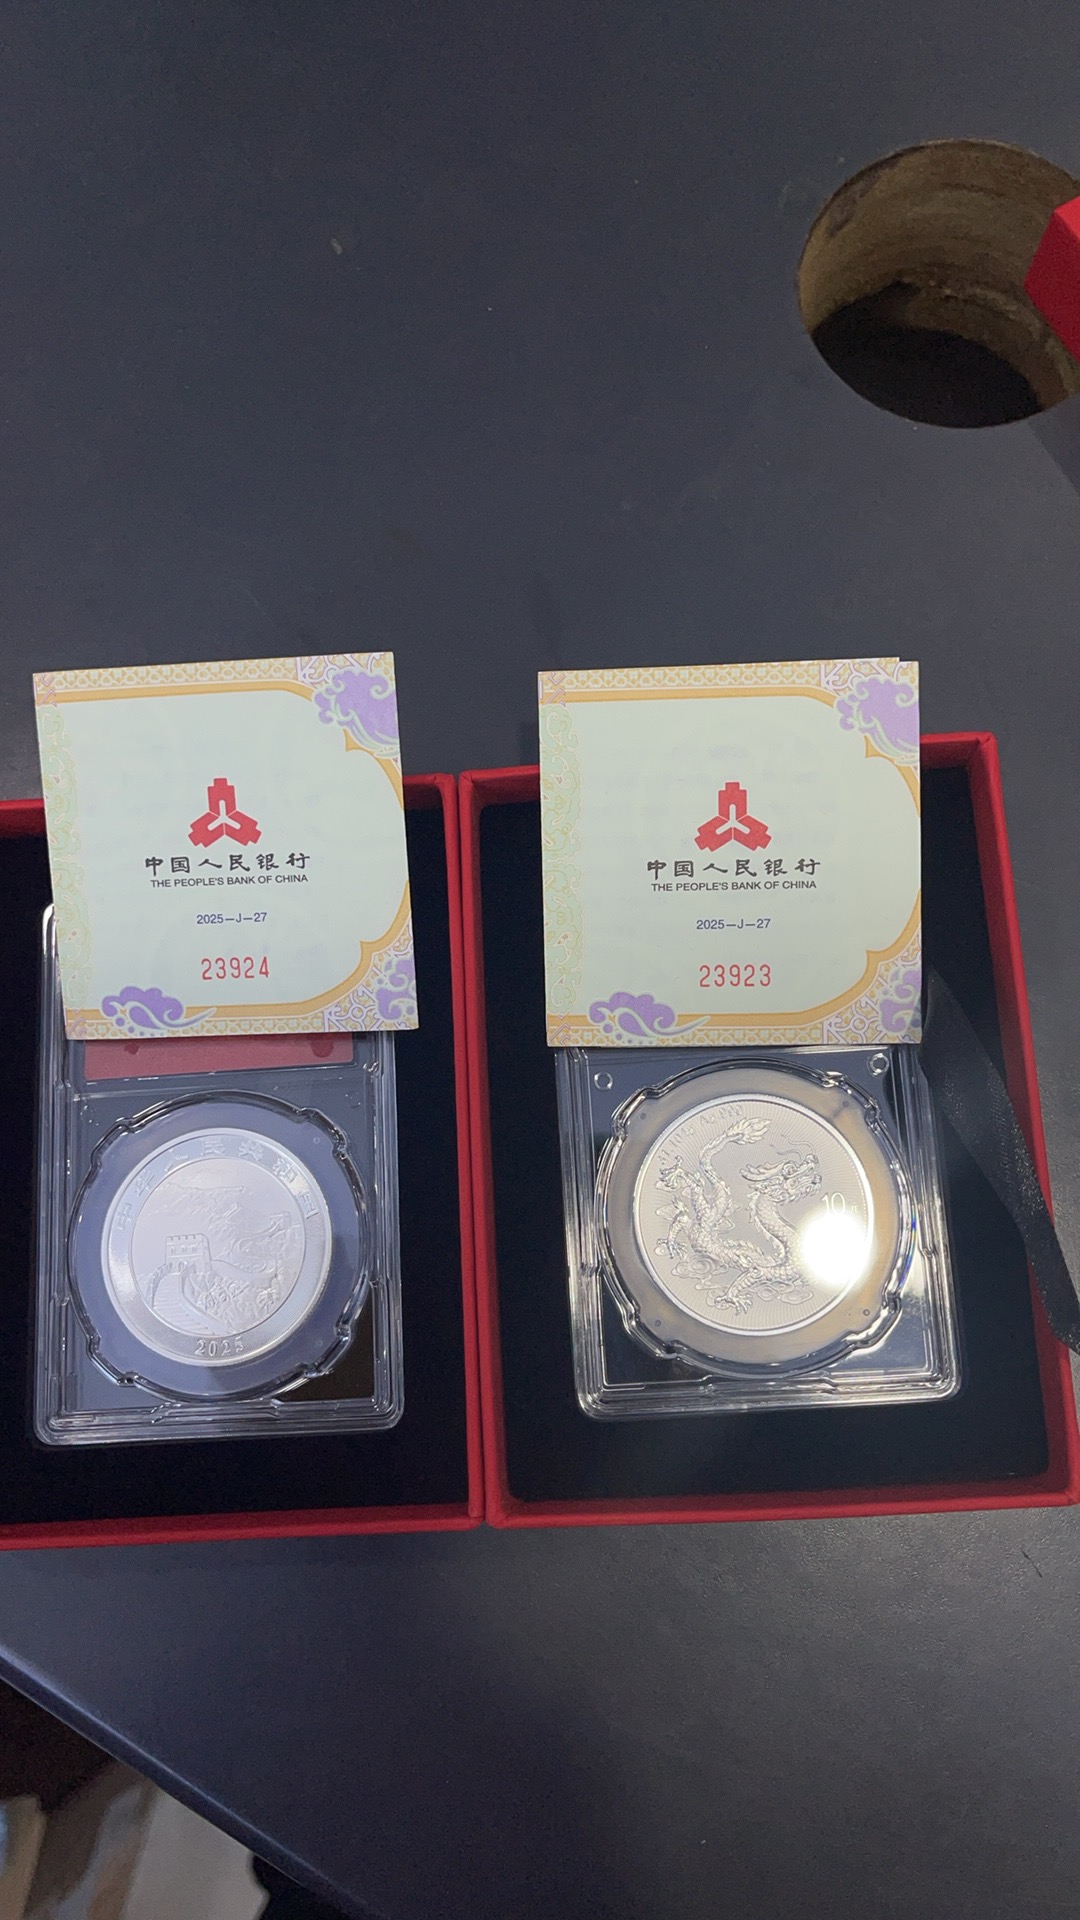 中国人民银行
THE PEOPLE'S BANK OF CHINA
2025-J-27
23924
中华人民共和国
2025
中国人民银行
THE PEOPLE'S BANK OF CHINA
2025-J-27
23923
Ag 999
10元